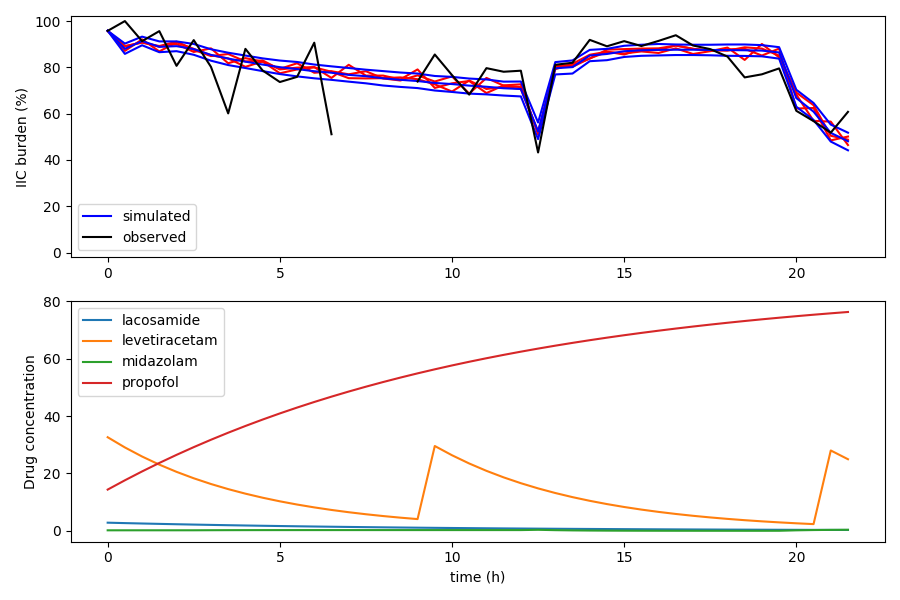 100
80
60
40
20
0
IIC burden (%)
simulated
observed
0 5 10 15 20
80
60
40
20
0
Drug concentration
lacosamide
levetiracetam
midazolam
propofol
0 5 10 15 20
time (h)